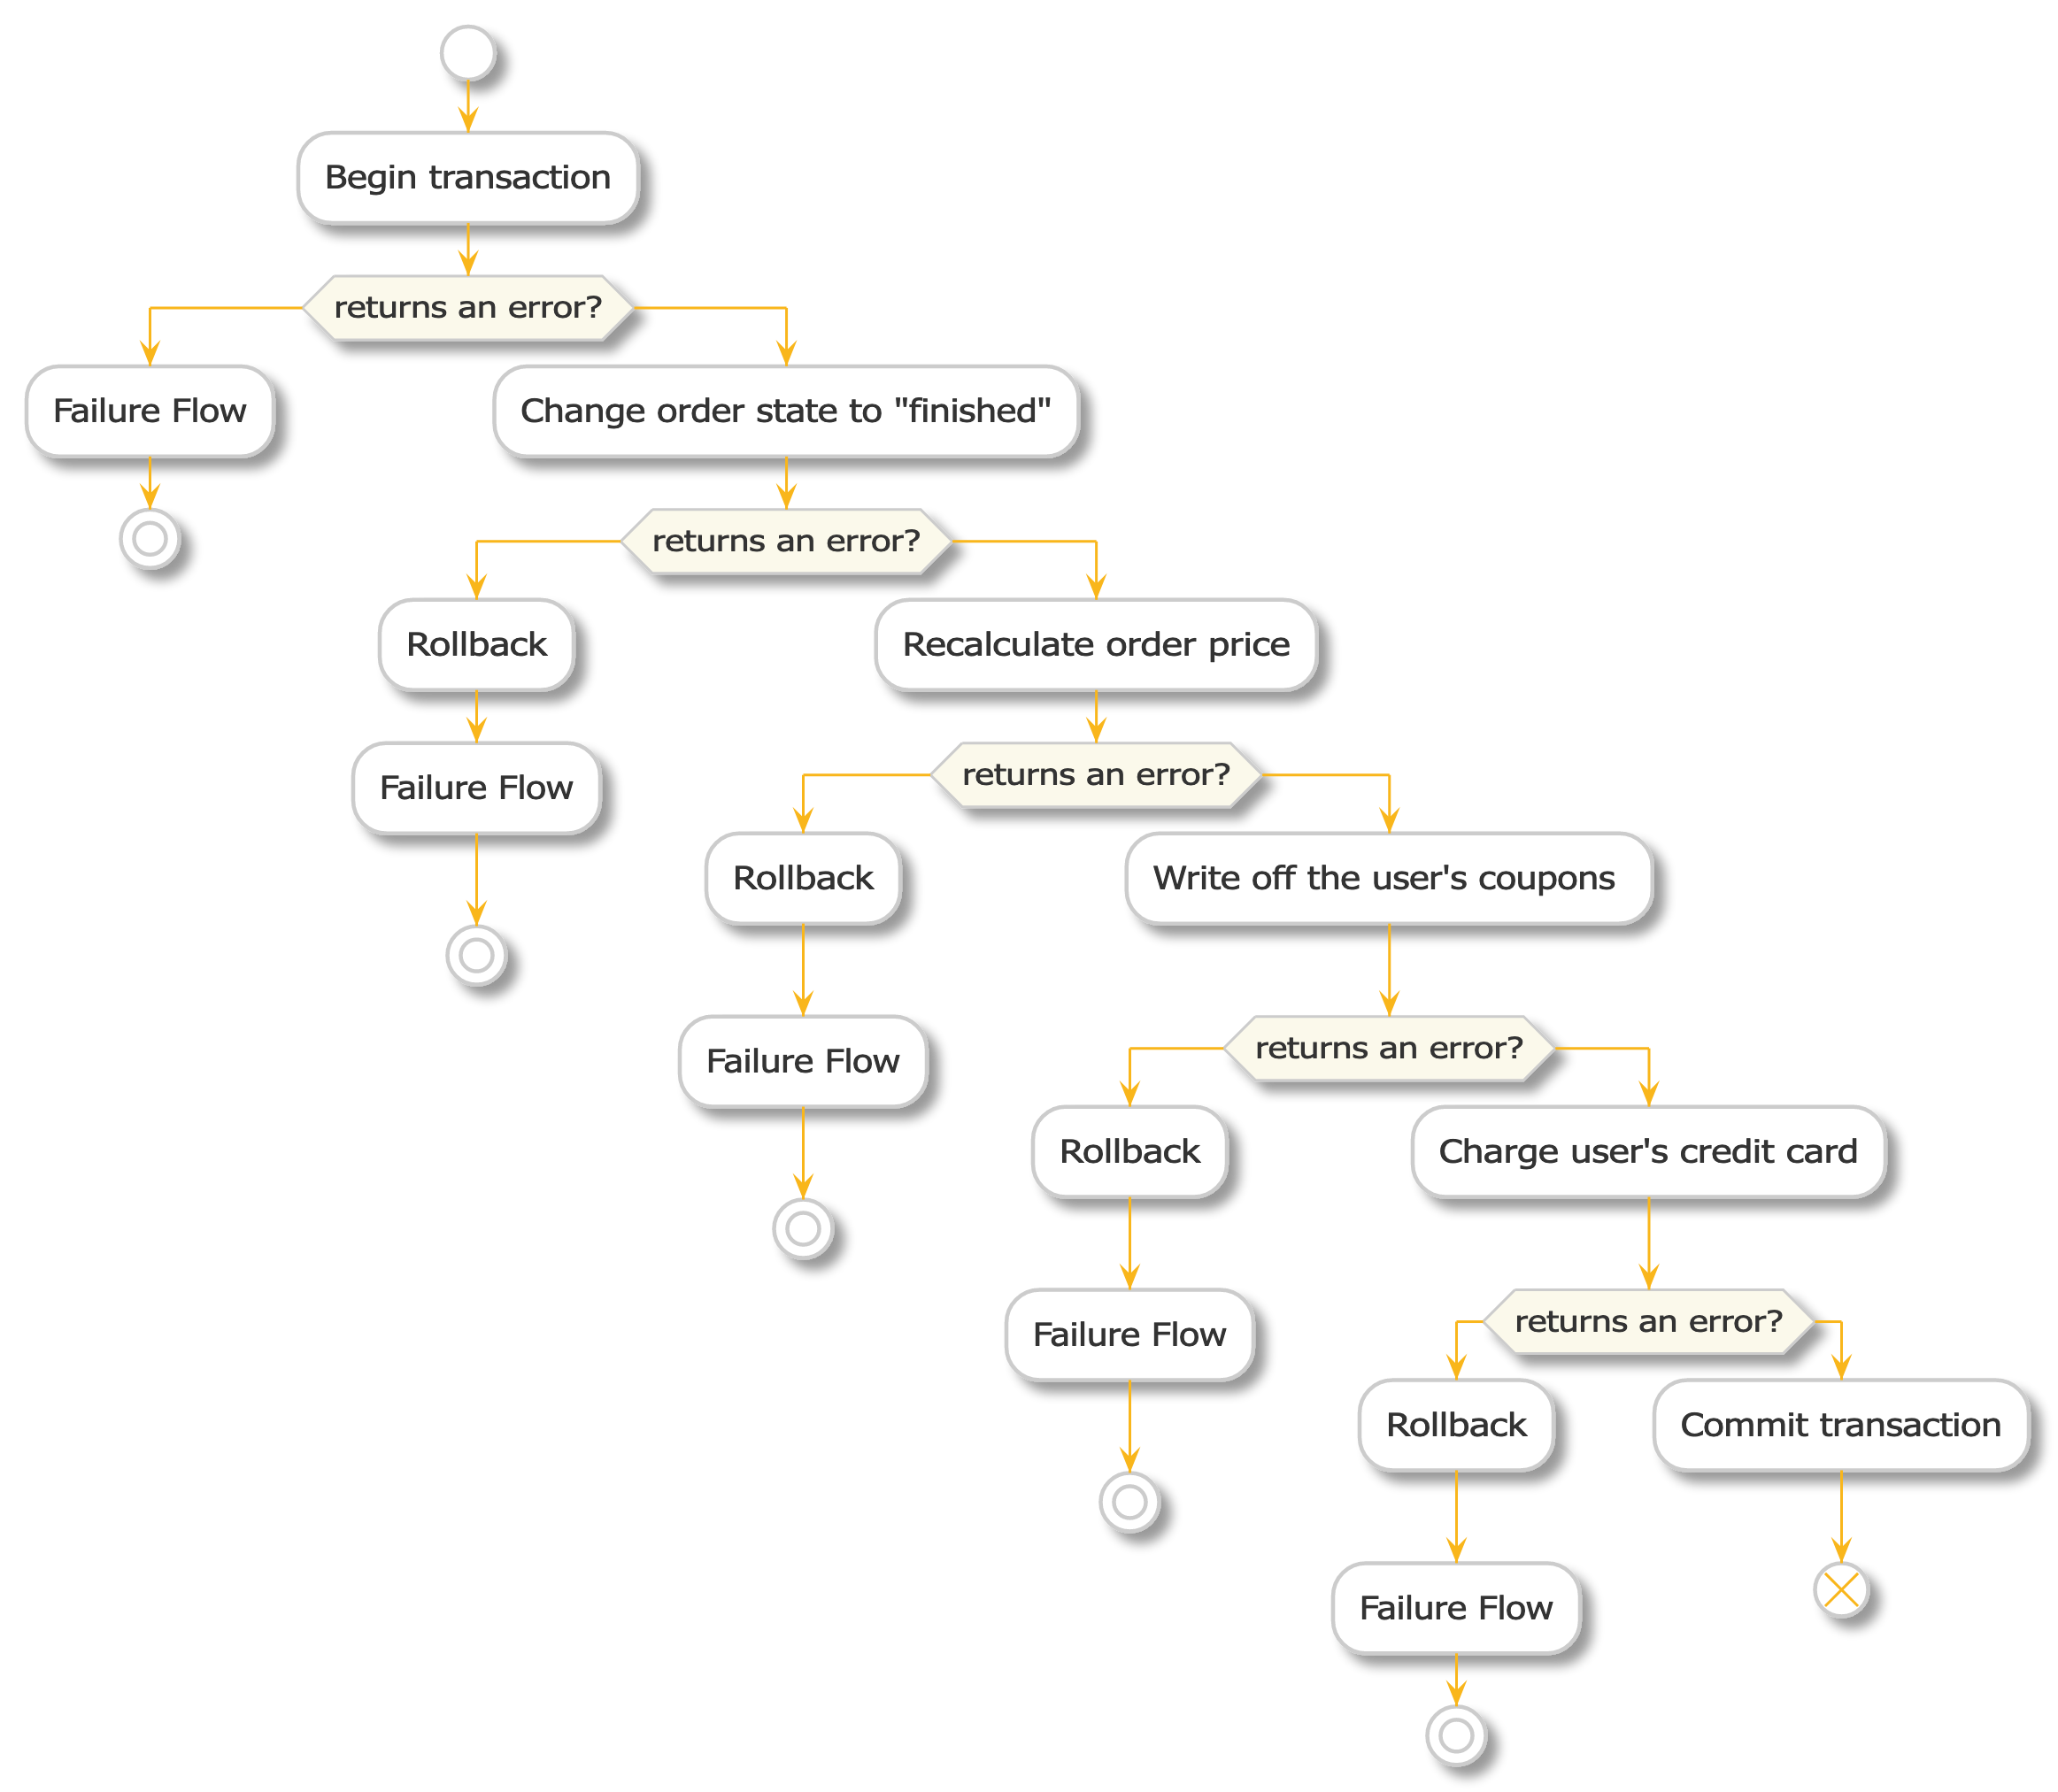 Begin transaction
returns an error?
Failure Flow
Change order state to "finished"
returns an error?
Rollback
Recalculate order price
Failure Flow
returns an error?
Rollback
Write off the user's coupons
Failure Flow
returns an error?
Rollback
Charge user's credit card
Failure Flow
returns an error?
Rollback
Commit transaction
Failure Flow